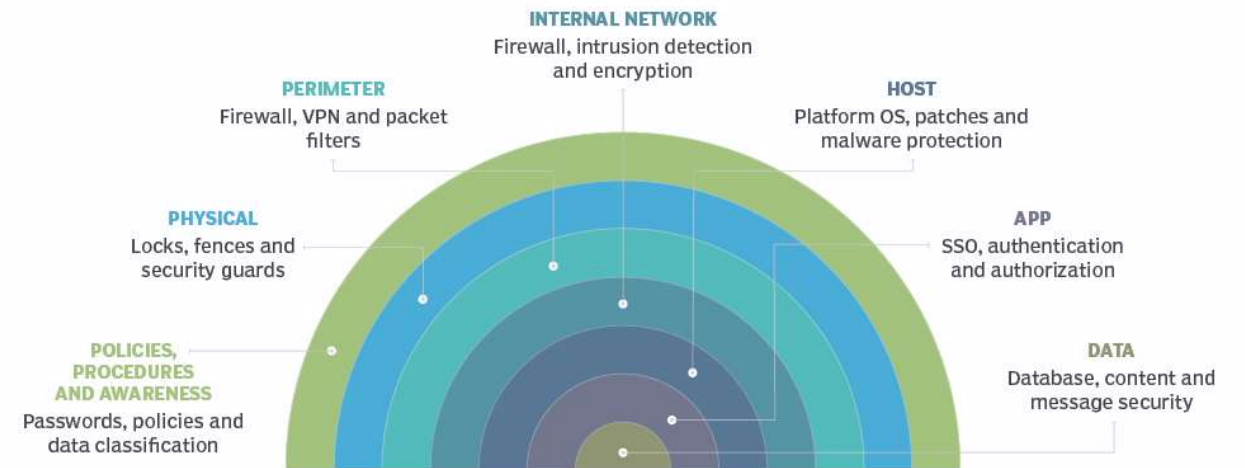 INTERNAL NETWORK
Firewall, intrusion detection
and encryption
PERIMETER
Firewall, VPN and packet
filters
HOST
Platform OS, patches and
malware protection
PHYSICAL
Locks, fences and
security guards
APP
SSO, authentication
and authorization
POLICIES,
PROCEDURES
AND AWARENESS
Passwords, policies and
data classification
DATA
Database, content and
message security